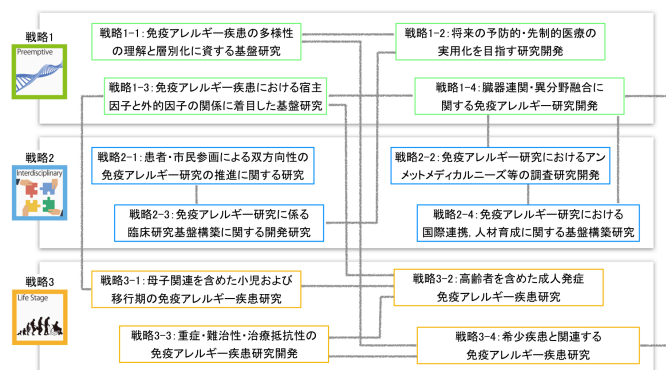 戦略1
Preemptive
戦略1-1:免疫アレルギー疾患の多様性
の理解と層別化に資する基盤研究
戦略1-2:将来の予防的・先制的医療の
実用化を目指す研究開発
戦略1-3:免疫アレルギー疾患における宿主
因子と外的因子の関係に着目した基盤研究
戦略1-4:臓器連関・異分野融合に
関する免疫アレルギー研究開発
戦略2
Interdisciplinary
戦略2-1:患者・市民参画による双方向性の
免疫アレルギー研究の推進に関する研究
戦略2-2:免疫アレルギー研究におけるアン
メットメディカルニーズ等の調査研究開発
戦略2-3:免疫アレルギー研究に係る
臨床研究基盤構築に関する開発研究
戦略2-4:免疫アレルギー研究における
国際連携,人材育成に関する基盤構築研究
戦略3
Life Stage
戦略3-1:母子関連を含めた小児および
移行期の免疫アレルギー疾患研究
戦略3-2:高齢者を含めた成人発症
免疫アレルギー疾患研究
戦略3-3:重症・難治性・治療抵抗性の
免疫アレルギー疾患研究開発
戦略3-4:希少疾患と関連する
免疫アレルギー疾患研究